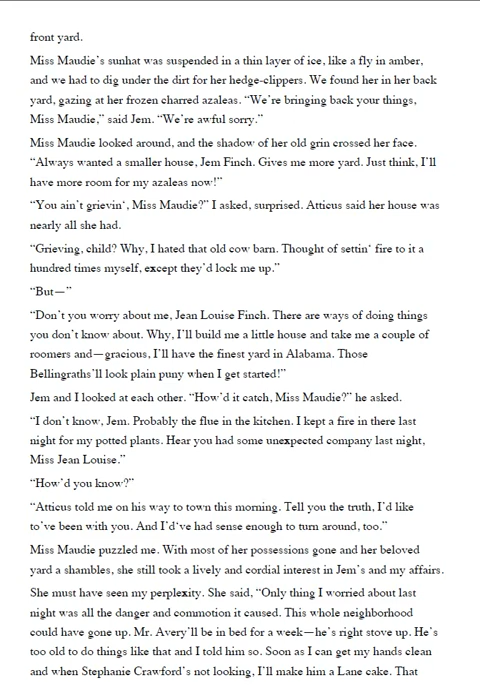 front yard.
Miss Maudie's sunhat was suspended in a thin layer of ice, like a fly in amber,
and we had to dig under the dirt for her hedge-clippers. We found her in her back
yard, gazing at her frozen charred azaleas. “We're bringing back your things,
Miss Maudie,” said Jem. “We're awful sorry.”
Miss Maudie looked around, and the shadow of her old grin crossed her face.
“Always wanted a smaller house, Jem Finch. Gives me more yard. Just think, I'll
have more room for my azaleas now!”
“You ain't grievin‘, Miss Maudie?” I asked, surprised. Atticus said her house was
nearly all she had.
“Grieving, child? Why, I hated that old cow barn. Thought of settin‘ fire to it a
hundred times myself, except they'd lock me up.”
“But—”
“Don't you worry about me, Jean Louise Finch. There are ways of doing things
you don't know about. Why, I'll build me a little house and take me a couple of
roomers and—gracious, I'll have the finest yard in Alabama. Those
Bellingraths'll look plain puny when I get started!”
Jem and I looked at each other. “How'd it catch, Miss Maudie?” he asked.
“I don't know, Jem. Probably the flue in the kitchen. I kept a fire in there last
night for my potted plants. Hear you had some unexpected company last night,
Miss Jean Louise.”
“How'd you know?”
“Atticus told me on his way to town this morning. Tell you the truth, I'd like
to've been with you. And I'd‘ve had sense enough to turn around, too.”
Miss Maudie puzzled me. With most of her possessions gone and her beloved
yard a shambles, she still took a lively and cordial interest in Jem's and my affairs.
She must have seen my perplexity. She said, “Only thing I worried about last
night was all the danger and commotion it caused. This whole neighborhood
could have gone up. Mr. Avery'll be in bed for a week—he's right stove up. He's
too old to do things like that and I told him so. Soon as I can get my hands clean
and when Stephanie Crawford's not looking, I'll make him a Lane cake. That